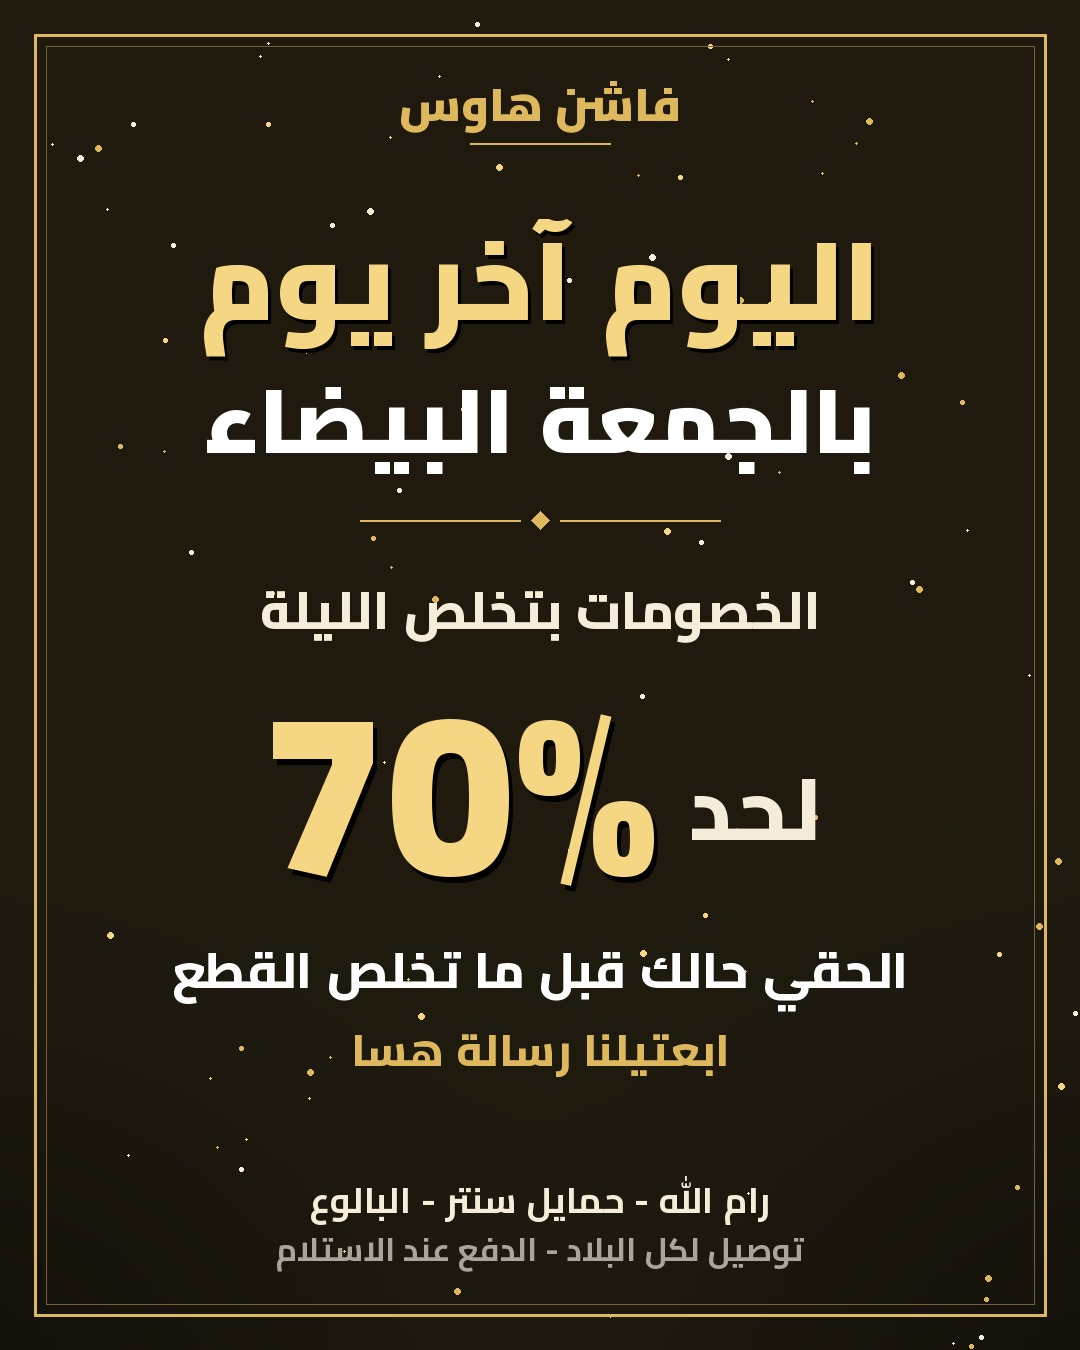 فاشن هاوس
اليوم آخر يوم
بالجمعة البيضاء
الخصومات بتخلص الليلة
لحد 70%
الحقي حالك قبل ما تخلص القطع
ابعتيلنا رسالة هسا
رام الله - حمايل سنتر - البالوع
توصيل لكل البلاد - الدفع عند الاستلام